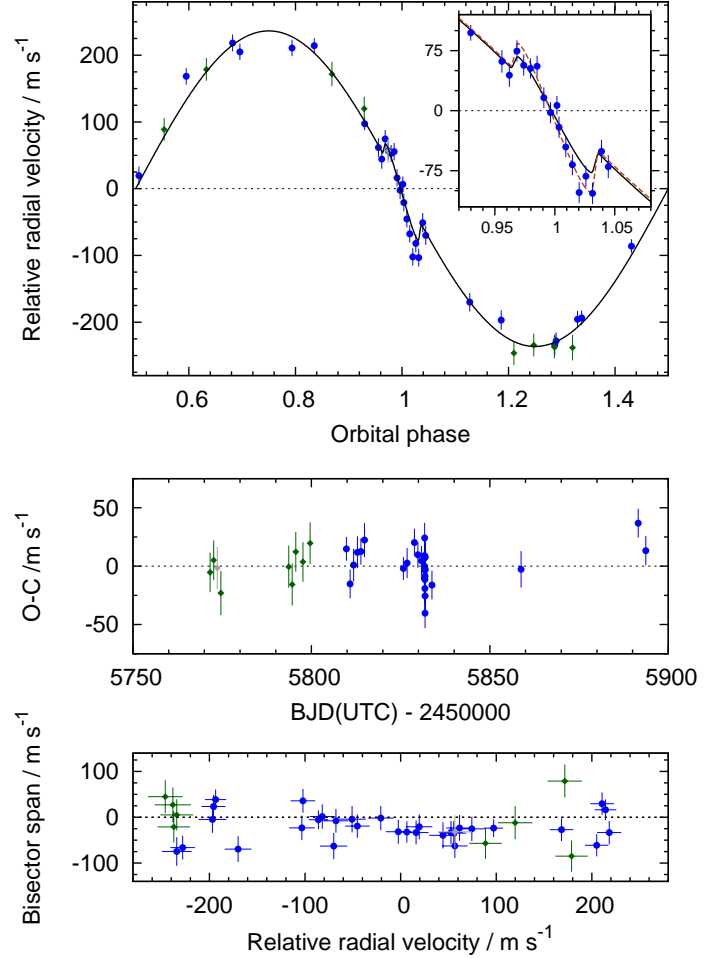 Relative radial velocity / m s⁻¹
200
100
0
-100
-200
75
0
-75
0.95 1 1.05
0.6 0.8 1 1.2 1.4
Orbital phase
O-C /m s⁻¹
50
0
-50
5750 5800 5850 5900
BJD(UTC) - 2450000
Bisector span / m s⁻¹
100
0
-100
-200 -100 0 100 200
Relative radial velocity / m s⁻¹